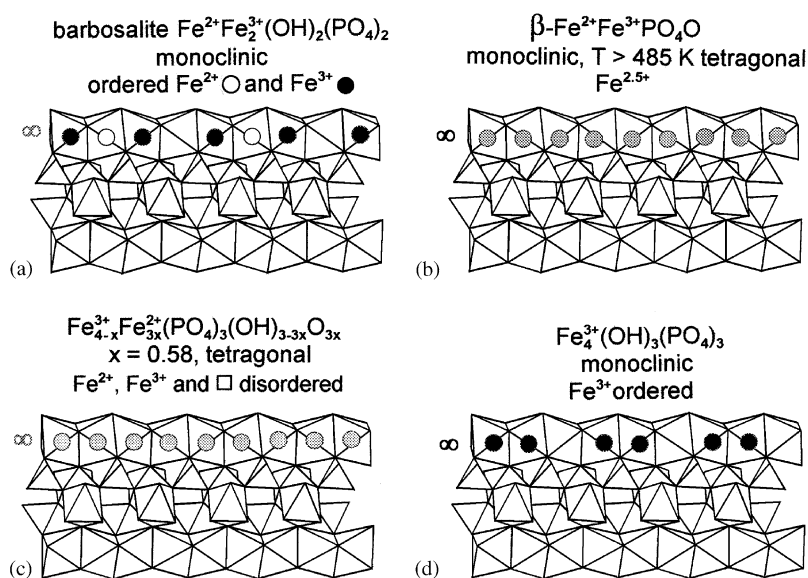 barbosalite Fe²⁺Fe₂³⁺(OH)₂(PO₄)₂
monoclinic
ordered Fe²⁺ ○ and Fe³⁺ ●
∞
(a)
β-Fe²⁺Fe³⁺PO₄O
monoclinic, T > 485 K tetragonal
Fe²·⁵⁺
∞
(b)
Fe³⁺₄₋ₓFe²⁺₃ₓ(PO₄)₃(OH)₃₋₃ₓO₃ₓ
x = 0.58, tetragonal
Fe²⁺, Fe³⁺ and □ disordered
∞
(c)
Fe₄³⁺(OH)₃(PO₄)₃
monoclinic
Fe³⁺ ordered
∞
(d)